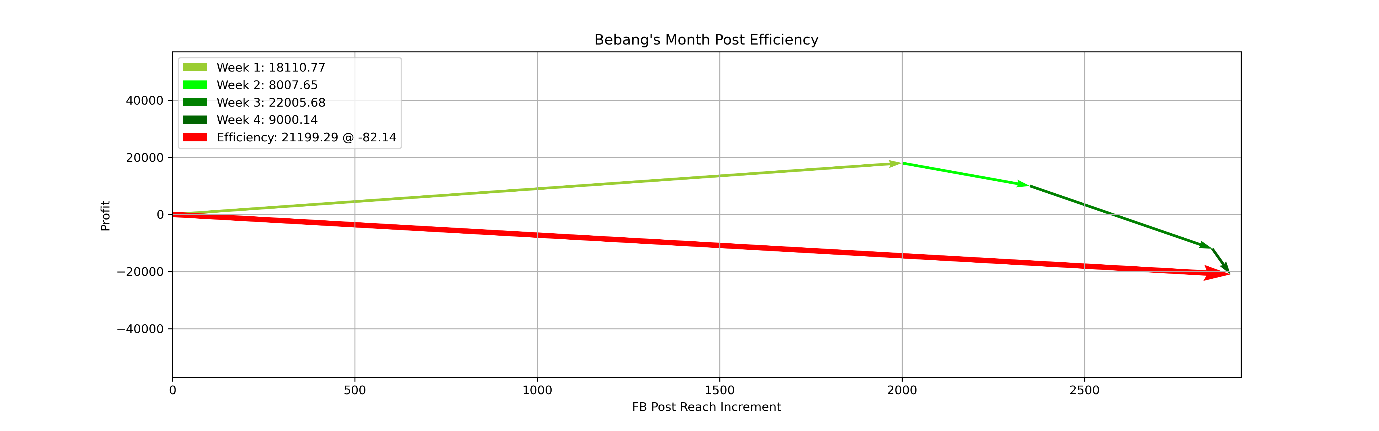 Bebang's Month Post Efficiency
Week 1: 18110.77
Week 2: 8007.65
Week 3: 22005.68
Week 4: 9000.14
Efficiency: 21199.29 @ -82.14
40000
20000
0
−20000
−40000
Profit
0 500 1000 1500 2000 2500
FB Post Reach Increment